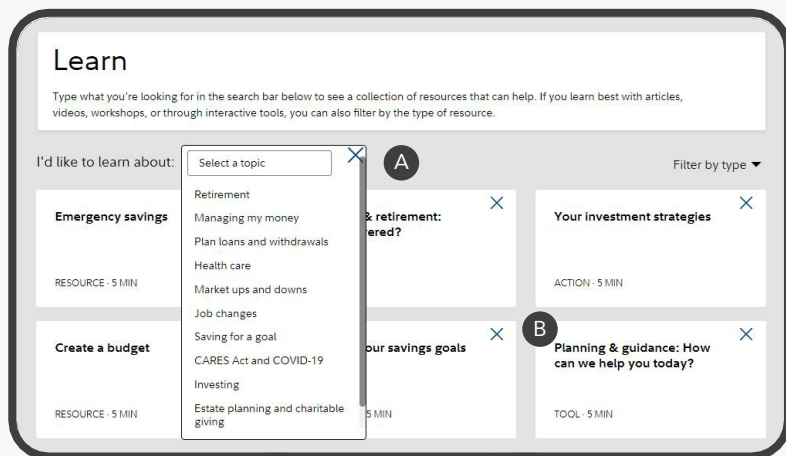 Learn
Type what you're looking for in the search bar below to see a collection of resources that can help. If you learn best with articles,
videos, workshops, or through interactive tools, you can also filter by the type of resource.
I'd like to learn about:
Select a topic
A
Filter by type
Retirement
Managing my money
Plan loans and withdrawals
Health care
Market ups and downs
Job changes
Saving for a goal
CARES Act and COVID-19
Investing
Estate planning and charitable
giving
Emergency savings
RESOURCE · 5 MIN
& retirement:
ered?
Your investment strategies
ACTION · 5 MIN
Create a budget
RESOURCE · 5 MIN
our savings goals
5 MIN
B
Planning & guidance: How
can we help you today?
TOOL · 5 MIN